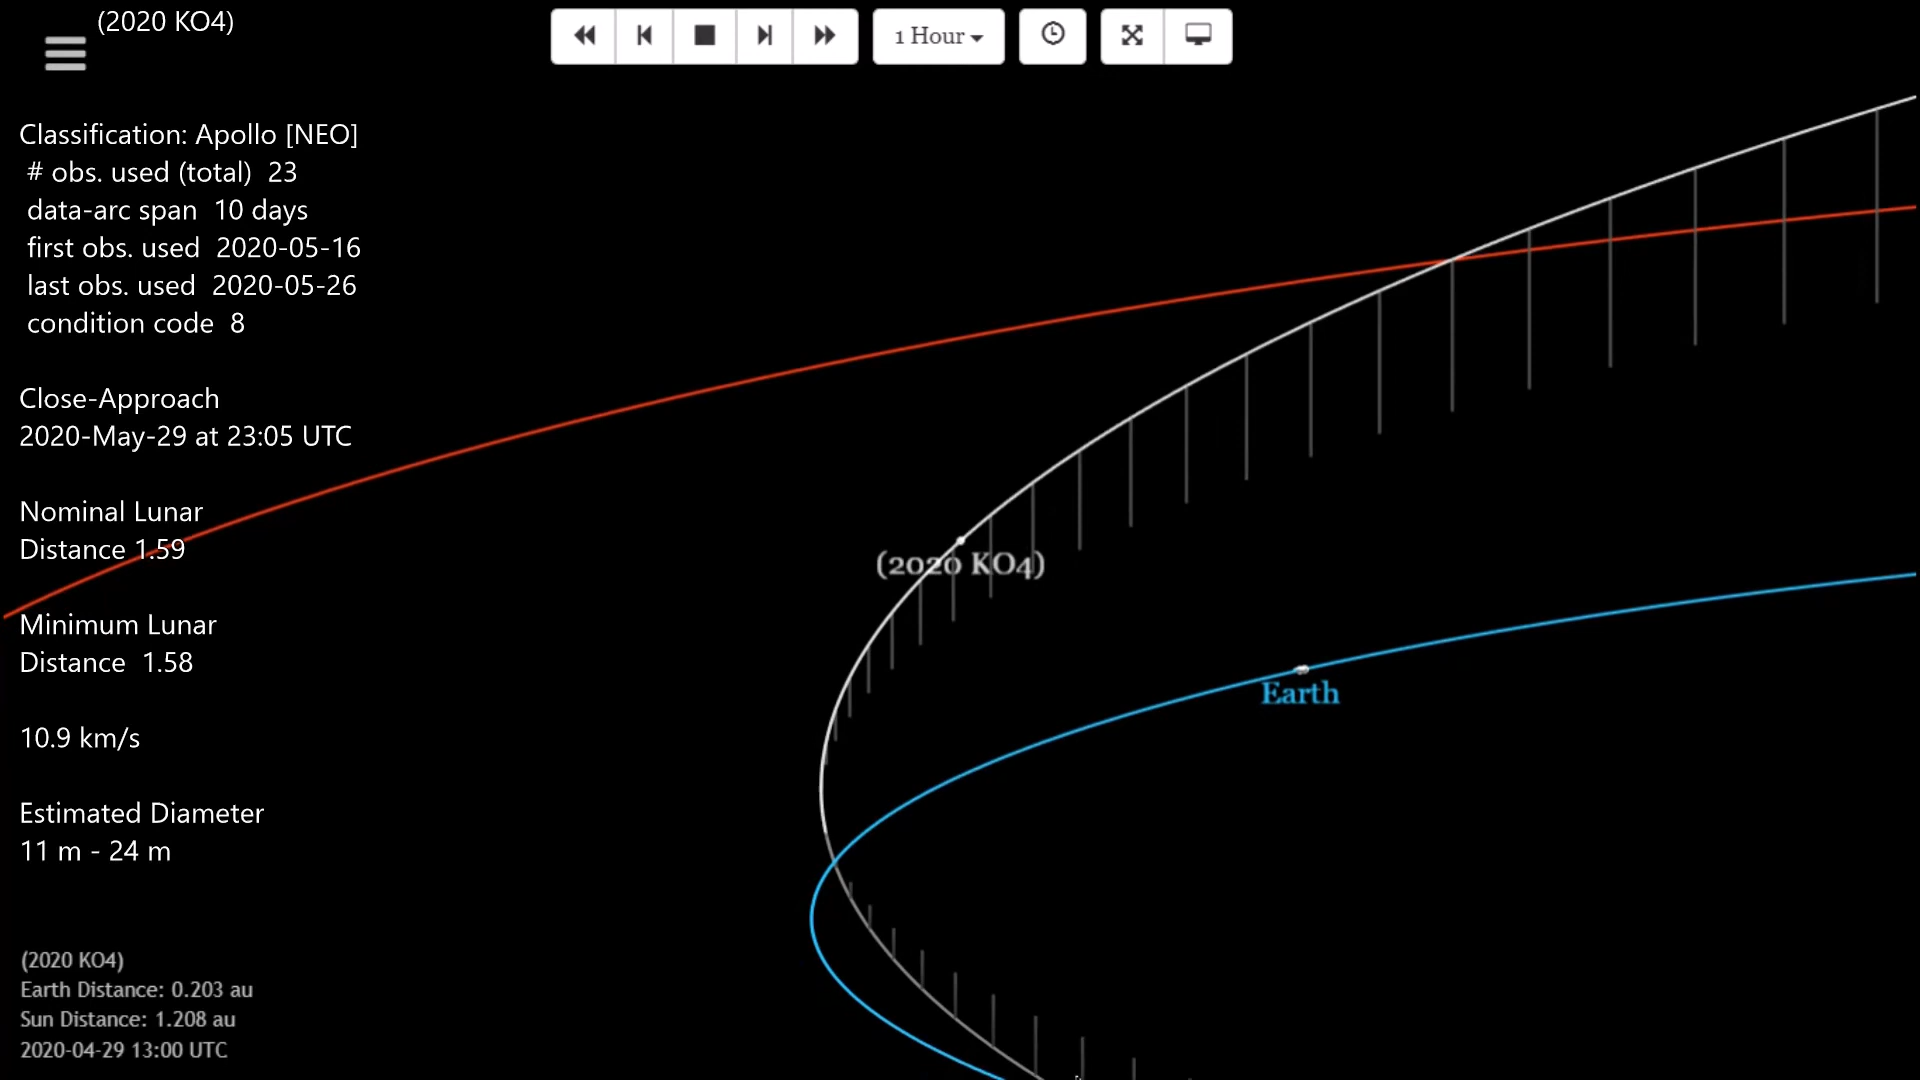 (2020 KO4)
1 Hour
Classification: Apollo [NEO]
# obs. used (total) 23
data-arc span 10 days
first obs. used 2020-05-16
last obs. used 2020-05-26
condition code 8
Close-Approach
2020-May-29 at 23:05 UTC
Nominal Lunar
Distance 1.59
Minimum Lunar
Distance 1.58
10.9 km/s
Estimated Diameter
11 m - 24 m
(2020 KO4)
Earth
(2020 KO4)
Earth Distance: 0.203 au
Sun Distance: 1.208 au
2020-04-29 13:00 UTC